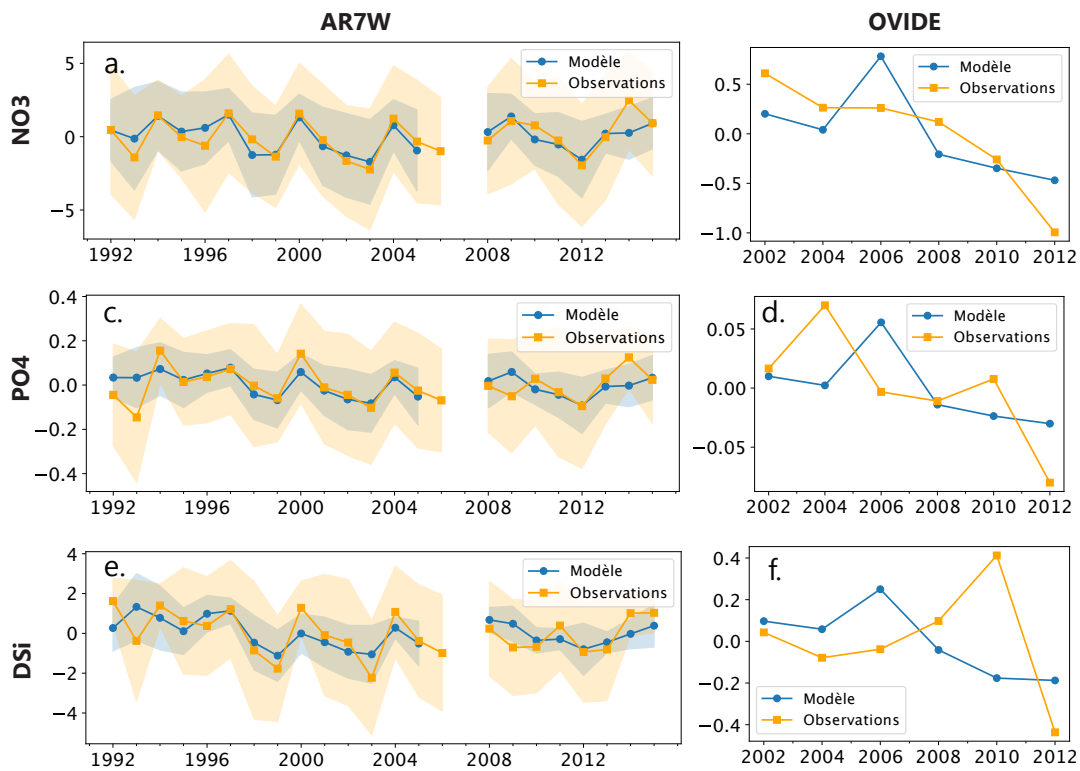 AR7W
OVIDE
NO3
a.
Modèle
Observations
5
0
−5
1992 1996 2000 2004 2008 2012
Modèle
Observations
0.5
0.0
−0.5
−1.0
2002 2004 2006 2008 2010 2012
PO4
c.
Modèle
Observations
0.4
0.2
0.0
−0.2
−0.4
1992 1996 2000 2004 2008 2012
d.
Modèle
Observations
0.05
0.00
−0.05
2002 2004 2006 2008 2010 2012
DSi
e.
Modèle
Observations
4
2
0
−2
−4
1992 1996 2000 2004 2008 2012
f.
Modèle
Observations
0.4
0.2
0.0
−0.2
−0.4
2002 2004 2006 2008 2010 2012